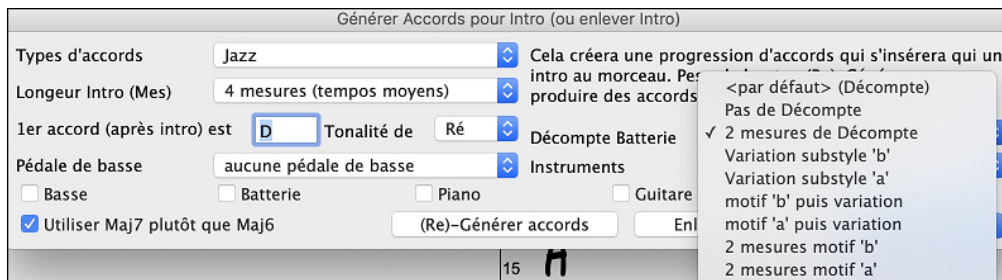 Générer Accords pour Intro (ou enlever Intro)
Types d'accords Jazz
Longeur Intro (Mes) 4 mesures (tempos moyens)
1er accord (après intro) est D Tonalité de Ré
Pédale de basse aucune pédale de basse
Basse Batterie Piano Guitare
Utiliser Maj7 plutôt que Maj6 (Re)-Générer accords
Cela créera une progression d'accords qui s'insérera qui un
intro au morceau.
produire des accords
Décompte Batterie
Instruments
<par défaut> (Décompte)
Pas de Décompte
✓ 2 mesures de Décompte
Variation substyle 'b'
Variation substyle 'a'
motif 'b' puis variation
motif 'a' puis variation
2 mesures motif 'b'
2 mesures motif 'a'
15